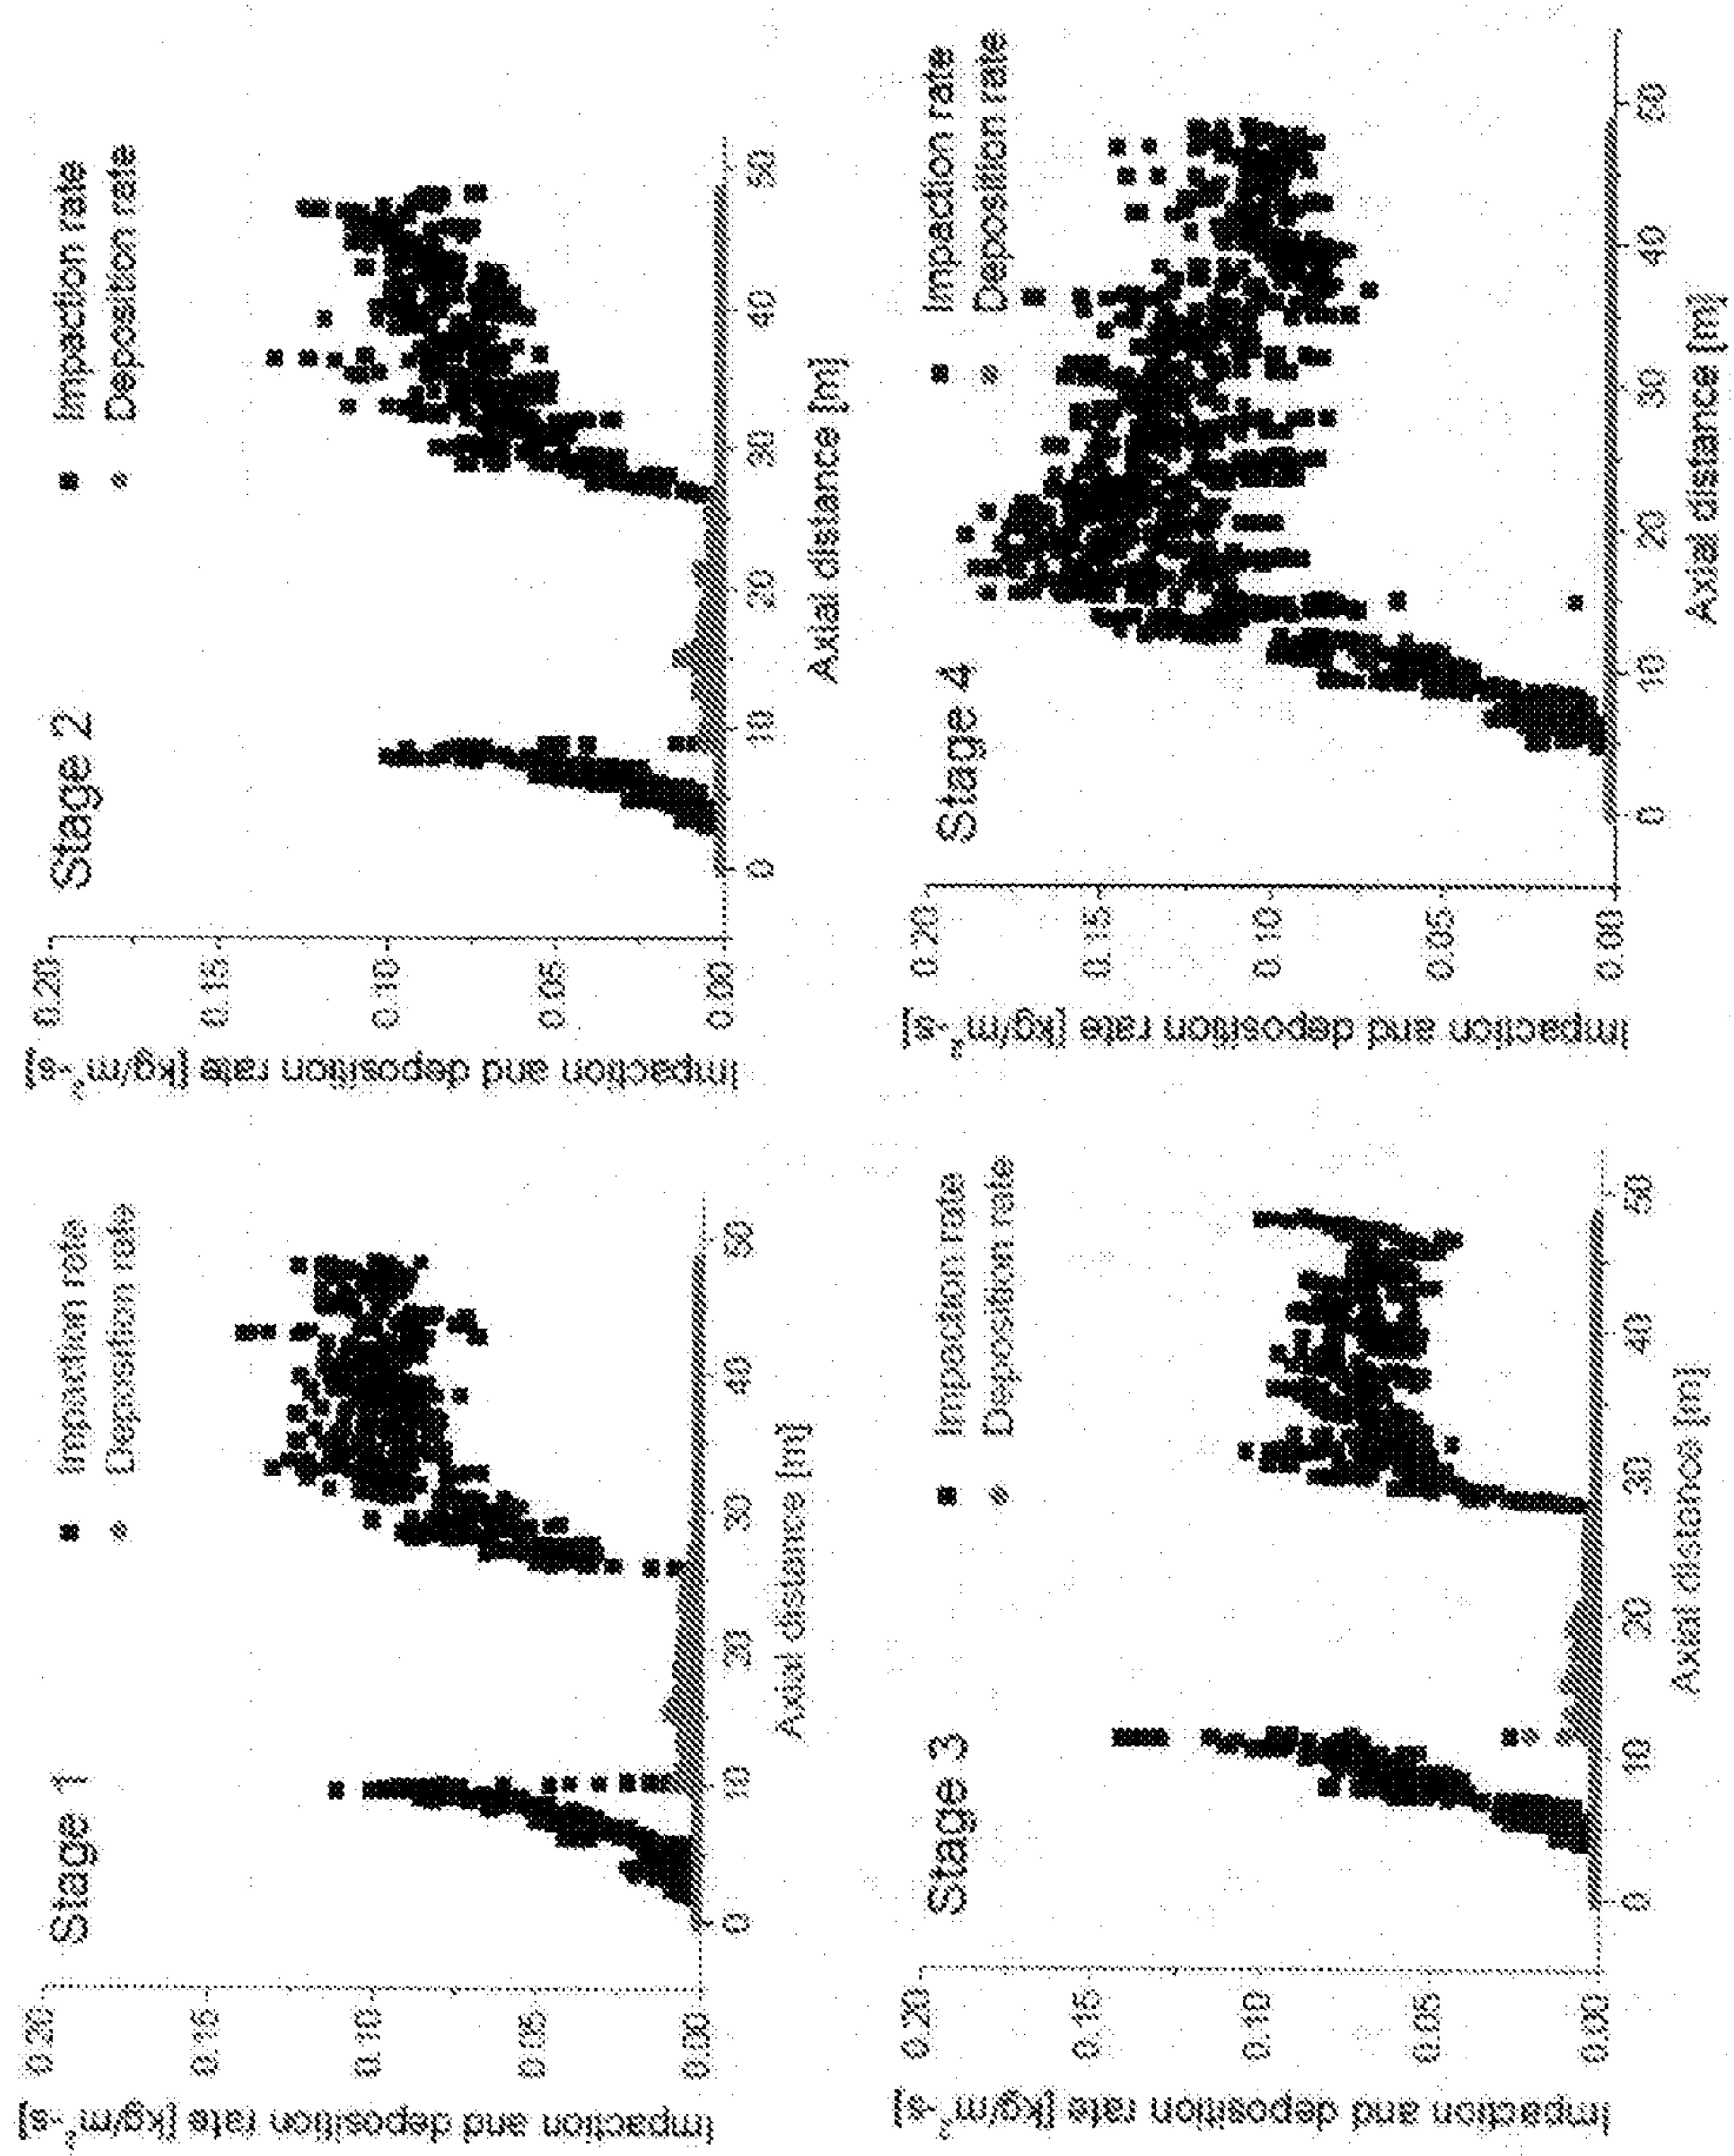 Stage 1
Impaction rate
Deposition rate
Impaction and deposition rate [kg/m²·s]
0.20
0.15
0.10
0.05
0.00
0
10
20
30
40
50
Axial distance [m]
Stage 2
Impaction rate
Deposition rate
Impaction and deposition rate [kg/m²·s]
0.20
0.15
0.10
0.05
0.00
0
10
20
30
40
50
Axial distance [m]
Stage 3
Impaction rate
Deposition rate
Impaction and deposition rate [kg/m²·s]
0.20
0.15
0.10
0.05
0.00
0
10
20
30
40
50
Axial distance [m]
Stage 4
Impaction rate
Deposition rate
Impaction and deposition rate [kg/m²·s]
0.20
0.15
0.10
0.05
0.00
0
10
20
30
40
50
Axial distance [m]